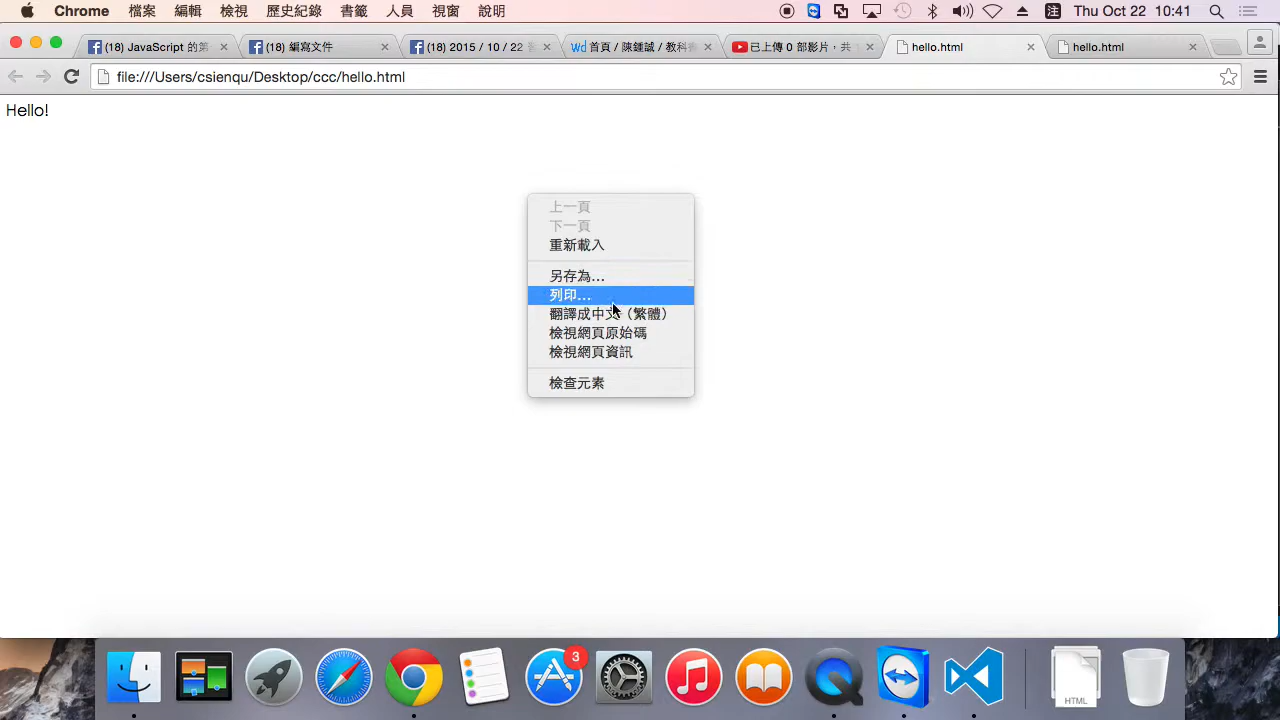 Chrome 檔案 編輯 檢視 歷史紀錄 書籤 人員 視窗 說明 注 Thu Oct 22 10:41
(18) JavaScript 的第 (18) 編寫文件 (18) 2015 / 10 / 22 首頁 / 陳鍾誠 / 教科書 已上傳 0 部影片，共 hello.html hello.html
file:///Users/csienqu/Desktop/ccc/hello.html
Hello!
上一頁
下一頁
重新載入
另存為...
列印...
翻譯成中文（繁體）
檢視網頁原始碼
檢視網頁資訊
檢查元素
3
HTML